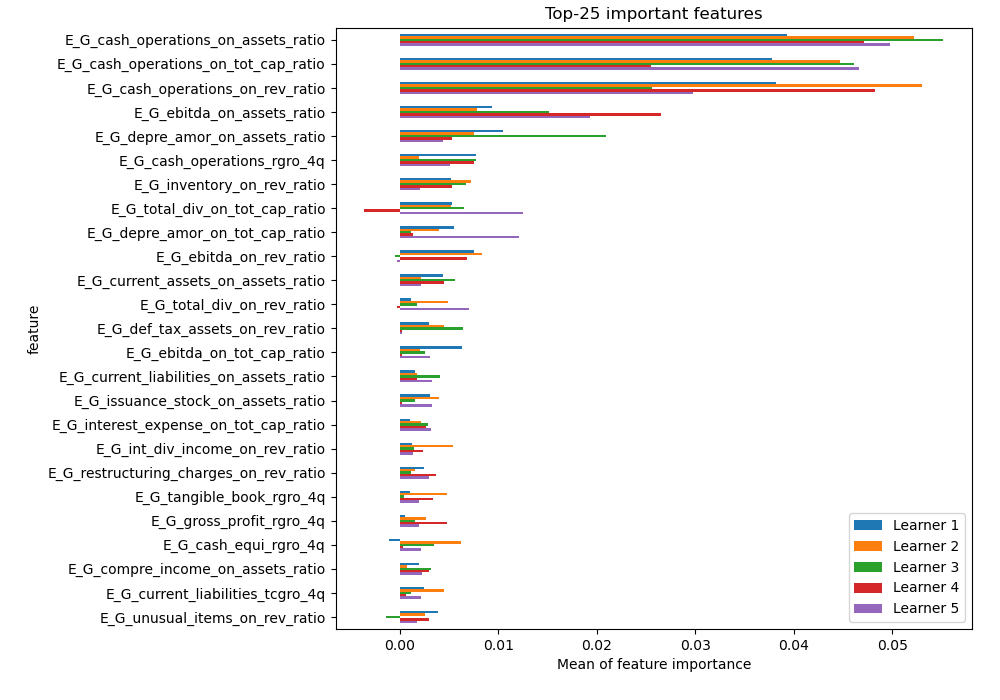 Top-25 important features
E_G_cash_operations_on_assets_ratio
E_G_cash_operations_on_tot_cap_ratio
E_G_cash_operations_on_rev_ratio
E_G_ebitda_on_assets_ratio
E_G_depre_amor_on_assets_ratio
E_G_cash_operations_rgro_4q
E_G_inventory_on_rev_ratio
E_G_total_div_on_tot_cap_ratio
E_G_depre_amor_on_tot_cap_ratio
E_G_ebitda_on_rev_ratio
E_G_current_assets_on_assets_ratio
E_G_total_div_on_rev_ratio
E_G_def_tax_assets_on_rev_ratio
E_G_ebitda_on_tot_cap_ratio
E_G_current_liabilities_on_assets_ratio
E_G_issuance_stock_on_assets_ratio
E_G_interest_expense_on_tot_cap_ratio
E_G_int_div_income_on_rev_ratio
E_G_restructuring_charges_on_rev_ratio
E_G_tangible_book_rgro_4q
E_G_gross_profit_rgro_4q
E_G_cash_equi_rgro_4q
E_G_compre_income_on_assets_ratio
E_G_current_liabilities_tcgro_4q
E_G_unusual_items_on_rev_ratio
feature
Learner 1
Learner 2
Learner 3
Learner 4
Learner 5
0.00 0.01 0.02 0.03 0.04 0.05
Mean of feature importance